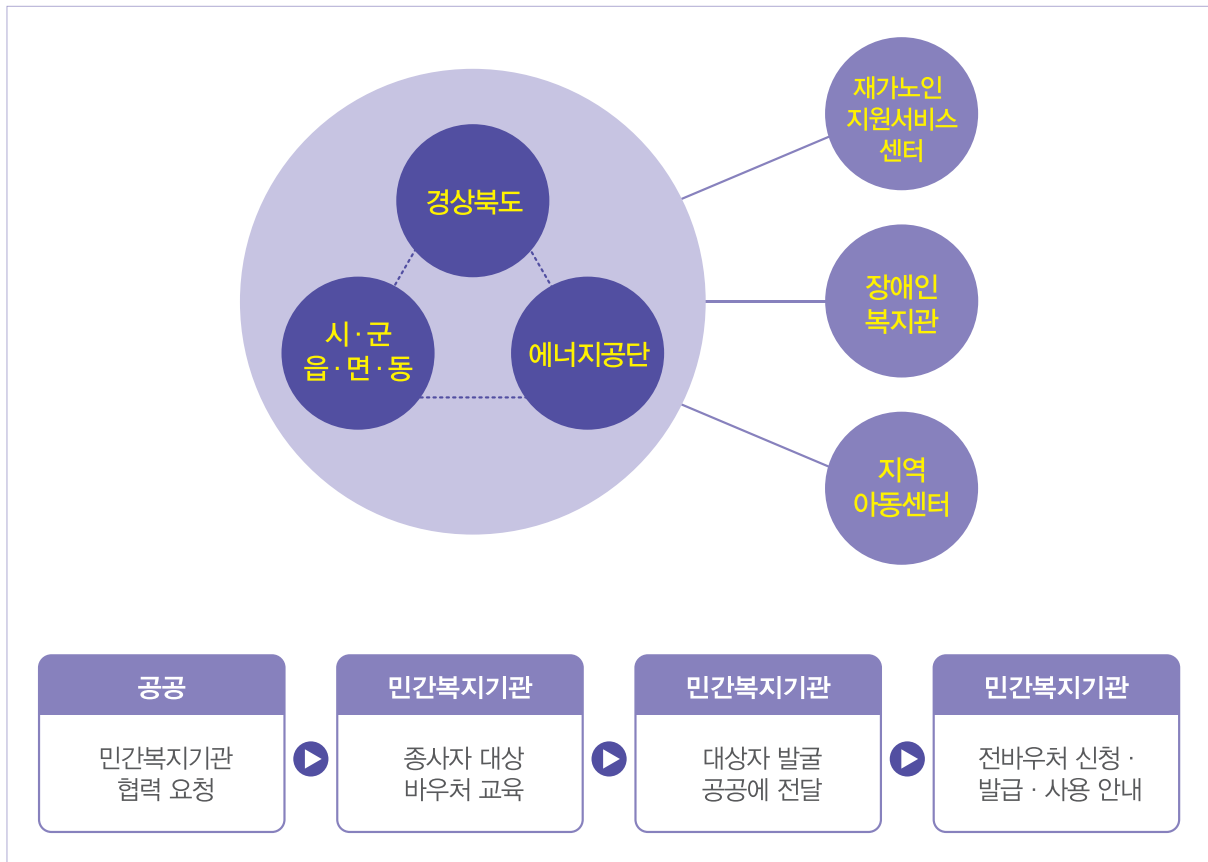 재가노인
지원서비스
센터
경상북도
시·군
읍·면·동
에너지공단
장애인
복지관
지역
아동센터
공공
민간복지기관
협력 요청
민간복지기관
종사자 대상
바우처 교육
민간복지기관
대상자 발굴
공공에 전달
민간복지기관
전바우처 신청·
발급·사용 안내